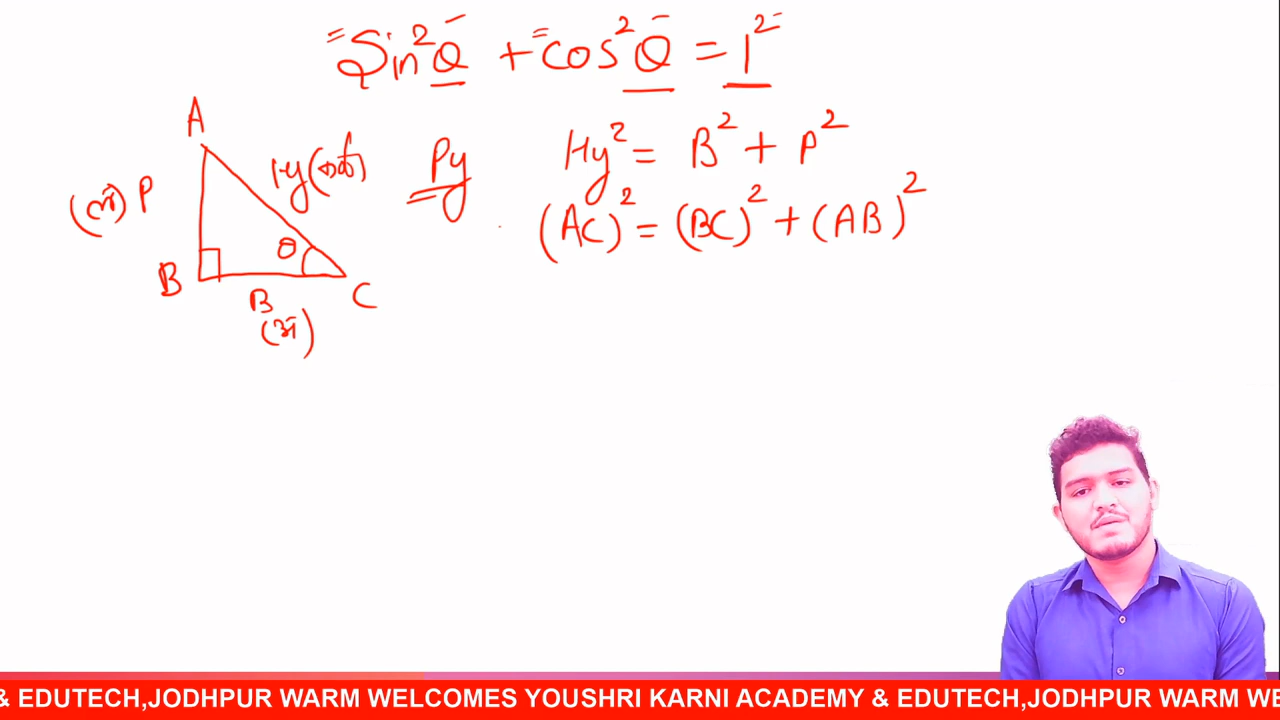 Sin²θ + cos²θ = 1²
A
Hy (कर्ण)
Py
Hy² = B² + P²
(लं) P
(AC)² = (BC)² + (AB)²
θ
B
C
B
(आ)
& EDUTECH,JODHPUR WARM WELCOMES YOUSHRI KARNI ACADEMY & EDUTECH,JODHPUR WARM WE